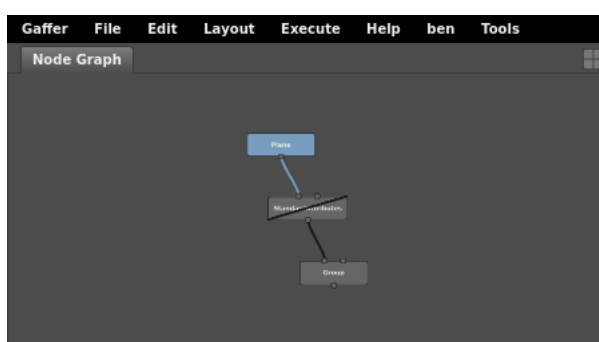 Gaffer File Edit Layout Execute Help ben Tools
Node Graph
Plane
Group